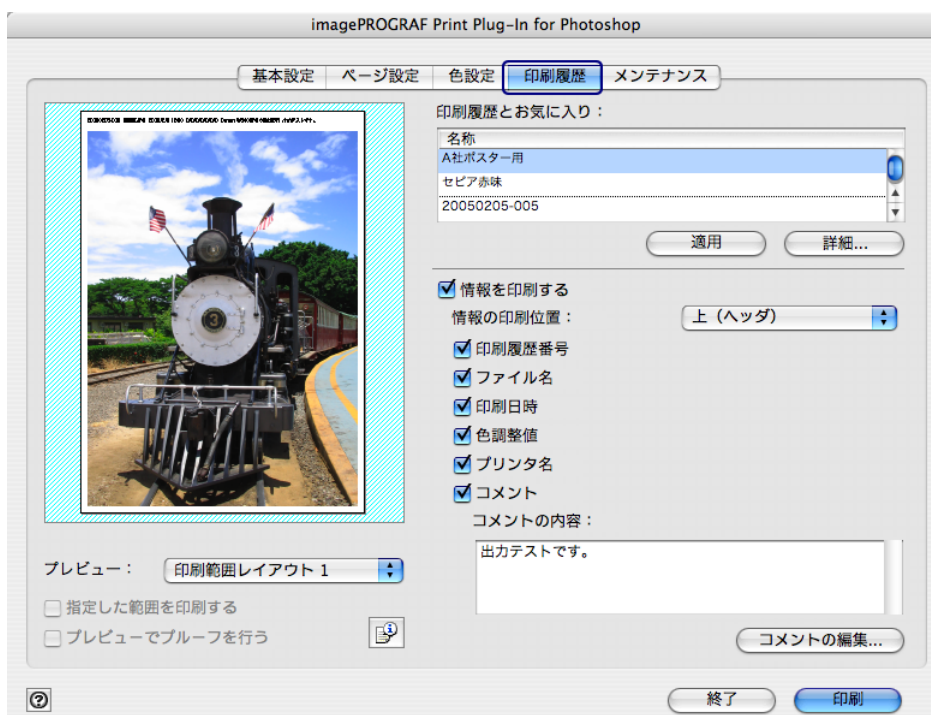 imagePROGRAF Print Plug-In for Photoshop
基本設定 ページ設定 色設定 印刷履歴 メンテナンス
印刷履歴とお気に入り：
名称
A社ポスター用
セピア赤味
20050205-005
適用 詳細...
情報を印刷する
情報の印刷位置： 上（ヘッダ）
印刷履歴番号
ファイル名
印刷日時
色調整値
プリンタ名
コメント
コメントの内容：
出力テストです。
コメントの編集...
プレビュー： 印刷範囲レイアウト 1
指定した範囲を印刷する
プレビューでプルーフを行う
終了 印刷